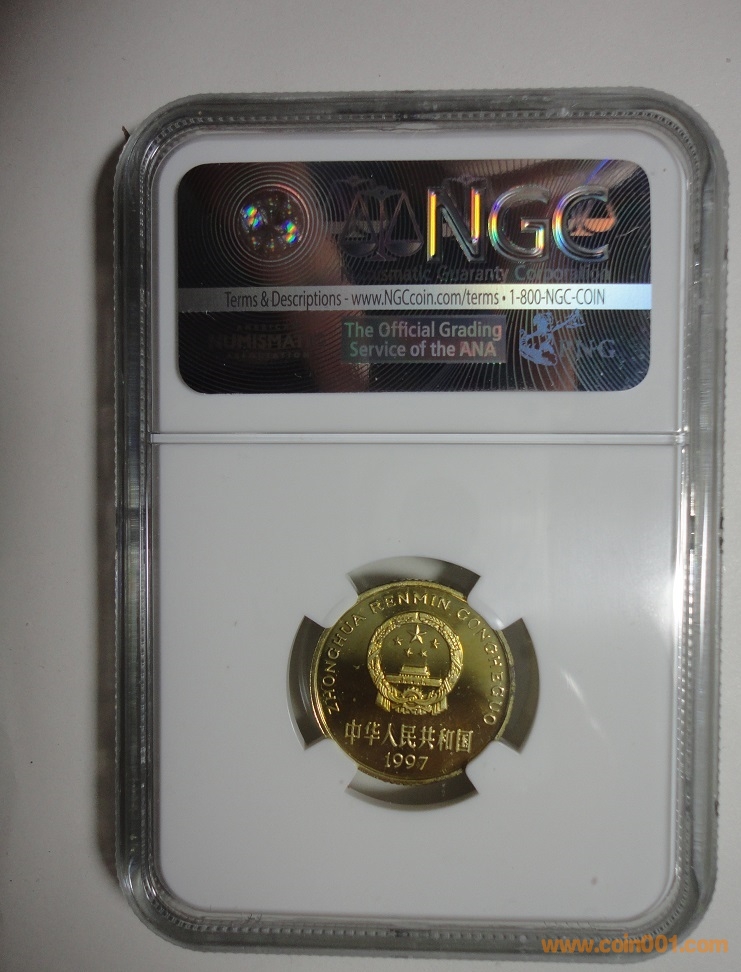 NGC
Numismatic Guaranty Corporation
Terms & Descriptions - www.NGCcoin.com/terms • 1-800-NGC-COIN
NUMISMATIC
The Official Grading
Service of the ANA
PNG
ZHONGHUA RENMIN GONGHEGUO
中华人民共和国
1997
www.coin001.com